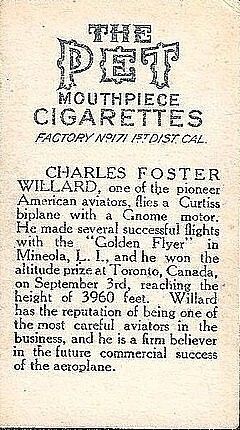 THE
PET
MOUTHPIECE
CIGARETTES
FACTORY Nº 171 1ST DIST. CAL.
CHARLES FOSTER
WILLARD, one of the pioneer
American aviators, flies a Curtiss
biplane with a Gnome motor.
He made several successful flights
with the "Golden Flyer" in
Mineola, L. I., and he won the
altitude prize at Toronto, Canada,
on September 3rd, reaching the
height of 3960 feet. Willard
has the reputation of being one of
the most careful aviators in the
business, and he is a firm believer
in the future commercial success
of the aeroplane.